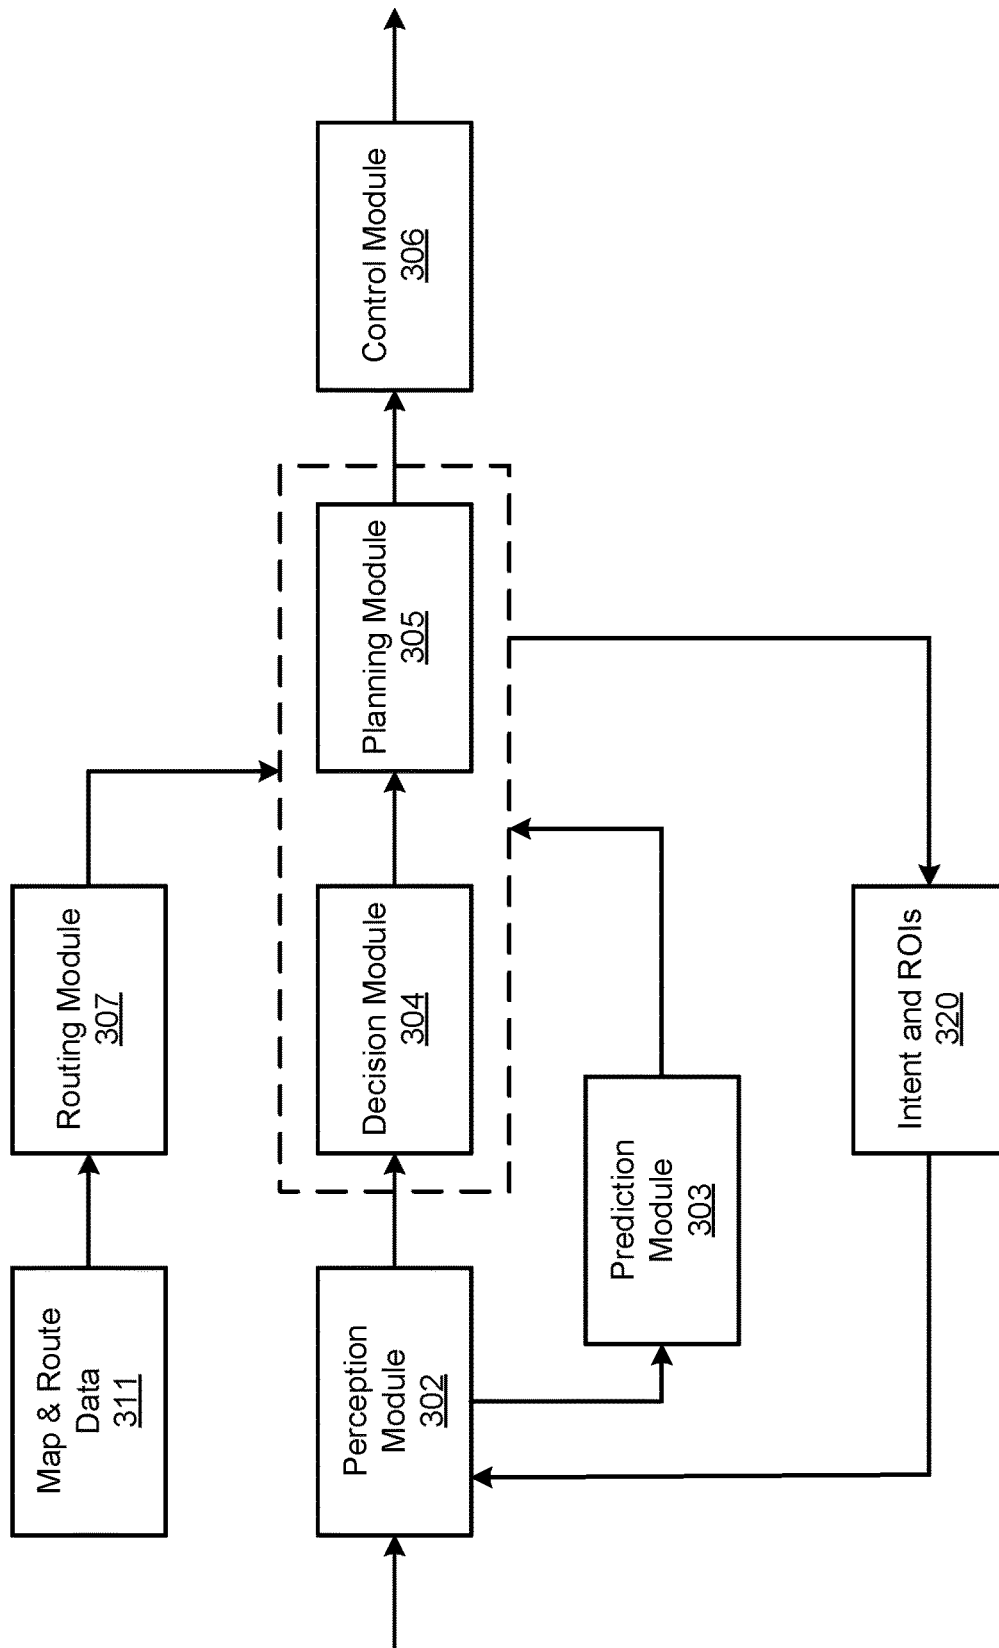 Map & Route
Data
311
Routing Module
307
Perception
Module
302
Decision Module
304
Planning Module
305
Control Module
306
Prediction
Module
303
Intent and ROIs
320